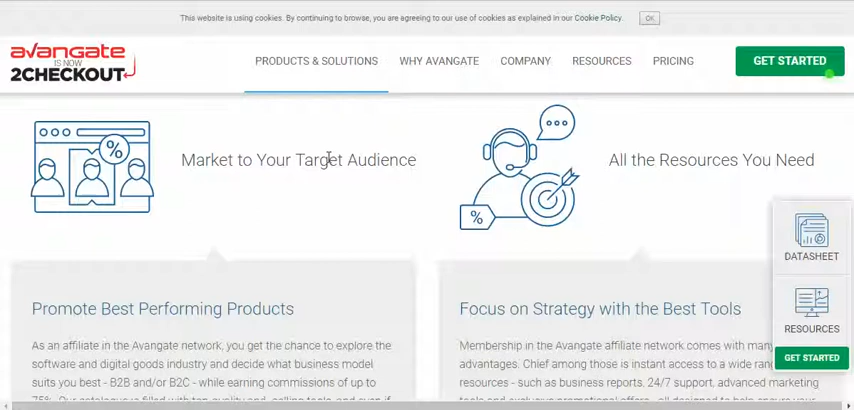 This website is using cookies. By continuing to browse, you are agreeing to our use of cookies as explained in our Cookie Policy. OK
avangate
IS NOW
2CHECKOUT
PRODUCTS & SOLUTIONS WHY AVANGATE COMPANY RESOURCES PRICING GET STARTED
%
Market to Your Target Audience
%
All the Resources You Need
DATASHEET
RESOURCES
GET STARTED
Promote Best Performing Products
As an affiliate in the Avangate network, you get the chance to explore the
software and digital goods industry and decide what business model
suits you best - B2B and/or B2C - while earning commissions of up to
Focus on Strategy with the Best Tools
Membership in the Avangate affiliate network comes with many
advantages. Chief among those is instant access to a wide
resources - such as business reports, 24/7 support, advanced marketing